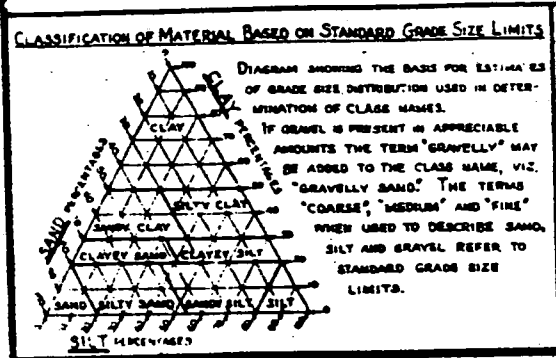 CLASSIFICATION OF MATERIAL BASED ON STANDARD GRADE SIZE LIMITS
DIAGRAM SHOWING THE BASIS FOR ESTIMATES
OF GRADE SIZE DISTRIBUTION USED IN DETER-
MINATION OF CLASS NAMES.
IF GRAVEL IS PRESENT IN APPRECIABLE
AMOUNTS THE TERM "GRAVELLY" MAY
BE ADDED TO THE CLASS NAME, VIZ.
"GRAVELLY SAND." THE TERMS
"COARSE", "MEDIUM" AND "FINE"
WHEN USED TO DESCRIBE SAND,
SILT AND GRAVEL REFER TO
STANDARD GRADE SIZE
LIMITS.
CLAY PERCENTAGES
SAND PERCENTAGES
CLAY
SILTY CLAY
SANDY CLAY
CLAYEY SAND CLAYEY SILT
SAND SILTY SAND SANDY SILT SILT
SILT PERCENTAGES